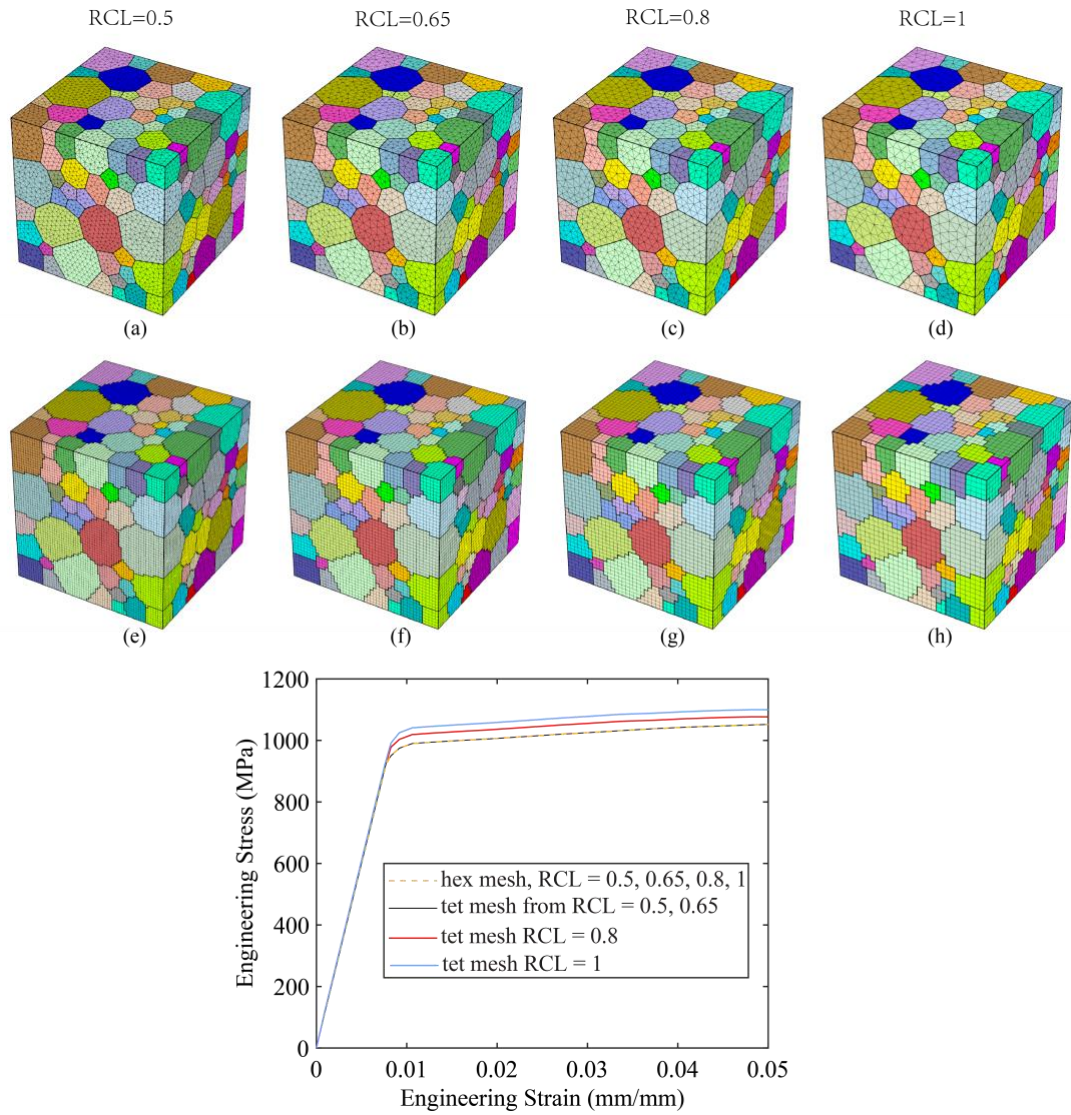 RCL=0.5 RCL=0.65 RCL=0.8 RCL=1
(a) (b) (c) (d)
(e) (f) (g) (h)
1200
1000
800
600
400
200
0
Engineering Stress (MPa)
hex mesh, RCL = 0.5, 0.65, 0.8, 1
tet mesh from RCL = 0.5, 0.65
tet mesh RCL = 0.8
tet mesh RCL = 1
0 0.01 0.02 0.03 0.04 0.05
Engineering Strain (mm/mm)